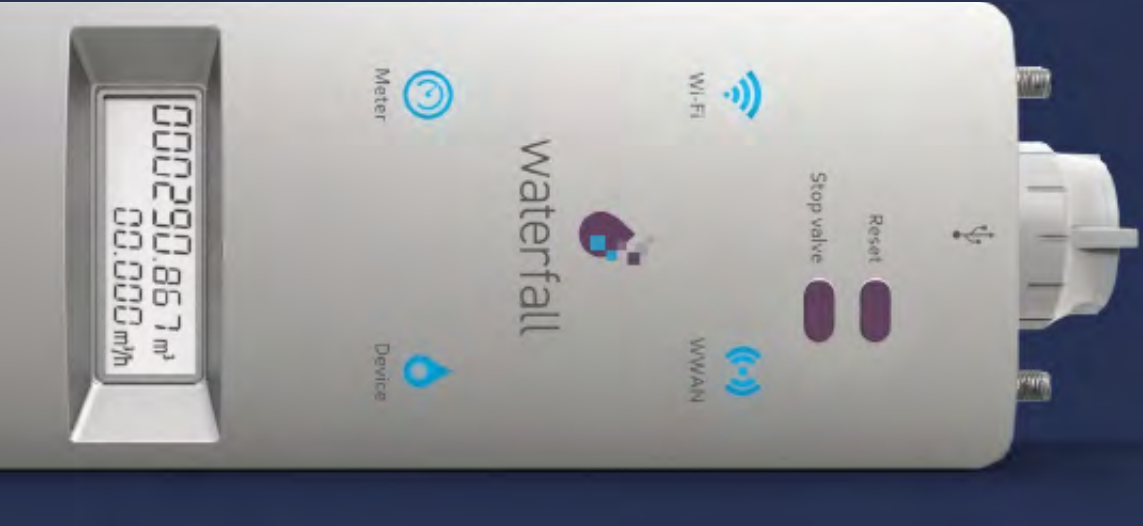 Reset
Stop valve
Wi-Fi WWAN
waterfall
Meter Device
000290.867 m³
00.000 m³/h